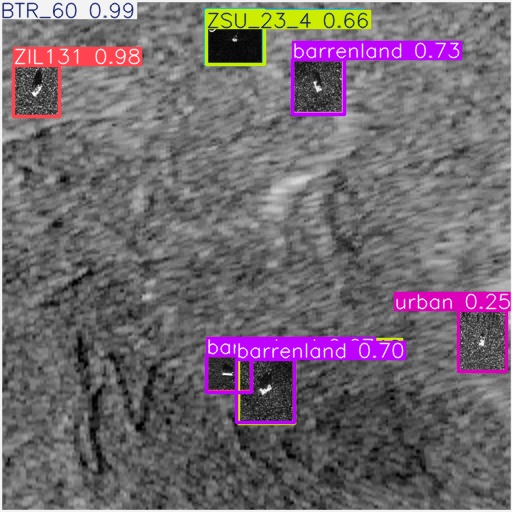 BTR_60 0.99
ZSU_23_4 0.66
barrenland 0.73
ZIL131 0.98
urban 0.25
barrenland 0.70